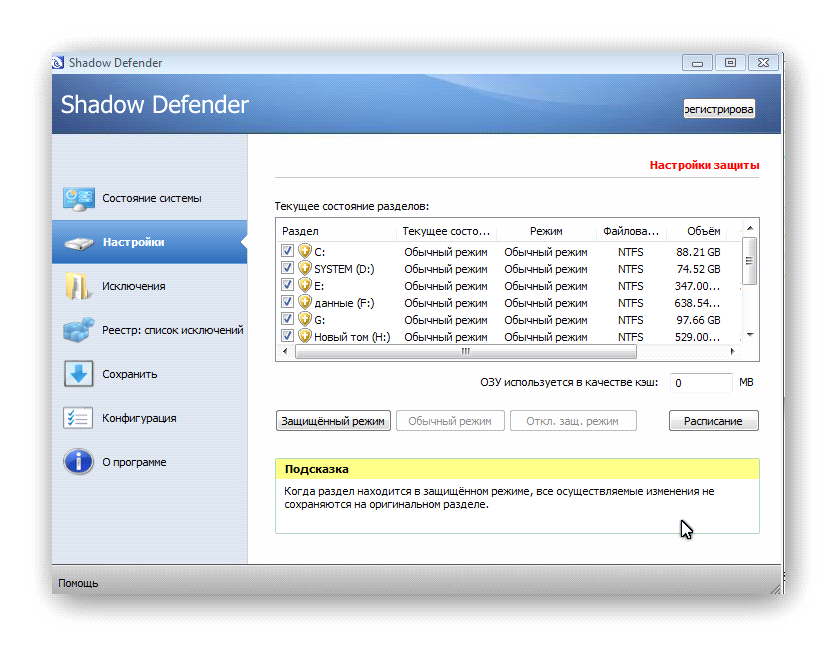 Shadow Defender
Shadow Defender
регистрирова
Состояние системы
Настройки
Исключения
Реестр: список исключений
Сохранить
Конфигурация
О программе
Настройки защиты
Текущее состояние разделов:
Раздел Текущее состо... Режим Файлова... Объём
C: Обычный режим Обычный режим NTFS 88.21 GB
SYSTEM (D:) Обычный режим Обычный режим NTFS 74.52 GB
E: Обычный режим Обычный режим NTFS 347.00...
данные (F:) Обычный режим Обычный режим NTFS 638.54...
G: Обычный режим Обычный режим NTFS 97.66 GB
Новый том (H:) Обычный режим Обычный режим NTFS 529.00...
ОЗУ используется в качестве кэш: 0 MB
Защищённый режим Обычный режим Откл. защ. режим Расписание
Подсказка
Когда раздел находится в защищённом режиме, все осуществляемые изменения не
сохраняются на оригинальном разделе.
Помощь